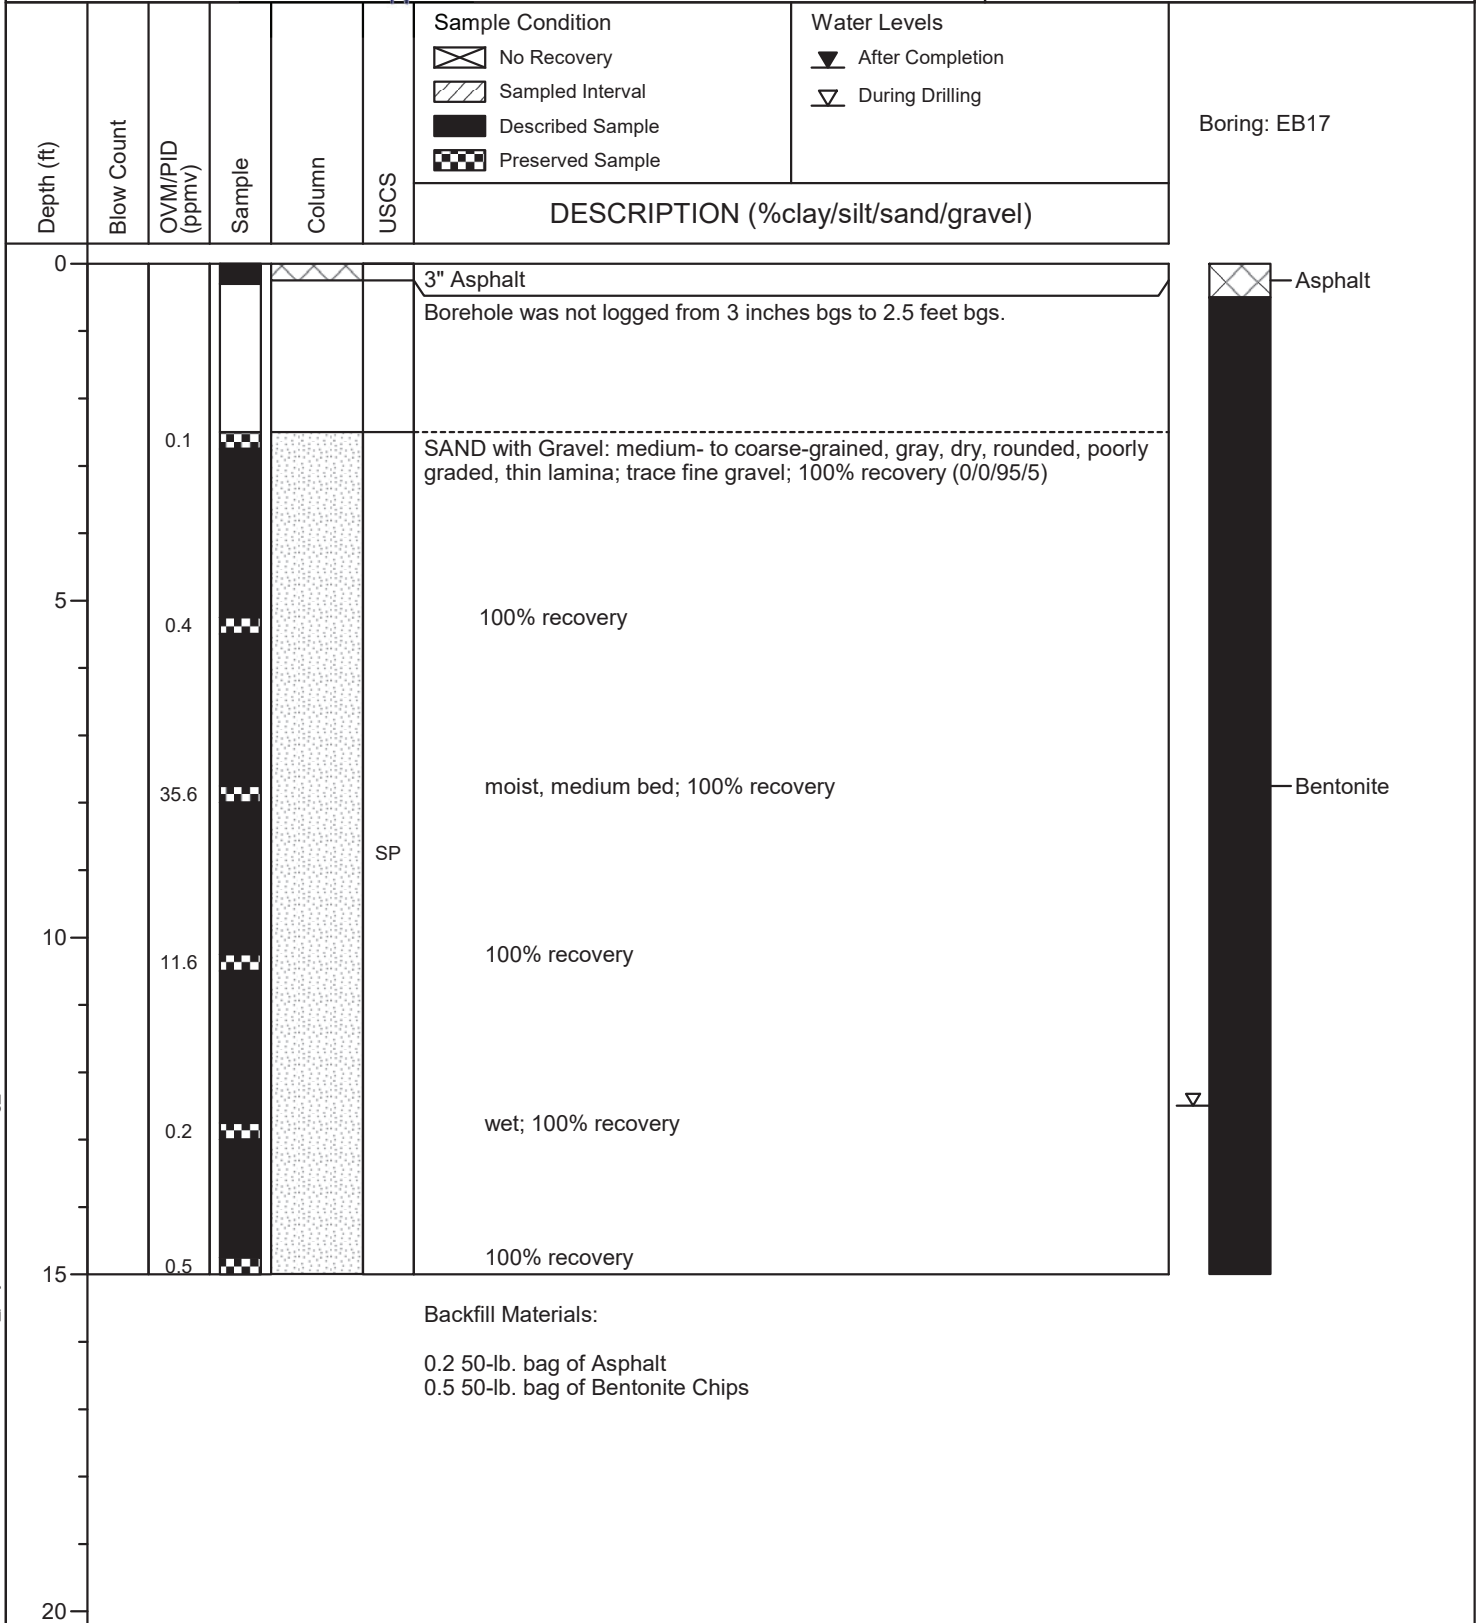 Sample Condition
No Recovery
Sampled Interval
Described Sample
Preserved Sample
Water Levels
After Completion
During Drilling
Boring: EB17
Depth (ft)
Blow Count
OVM/PID
(ppmv)
Sample
Column
USCS
DESCRIPTION (%clay/silt/sand/gravel)
0
3" Asphalt
Asphalt
Borehole was not logged from 3 inches bgs to 2.5 feet bgs.
0.1
SAND with Gravel: medium- to coarse-grained, gray, dry, rounded, poorly
graded, thin lamina; trace fine gravel; 100% recovery (0/0/95/5)
5
0.4
100% recovery
35.6
moist, medium bed; 100% recovery
Bentonite
SP
10
11.6
100% recovery
0.2
wet; 100% recovery
0.5
100% recovery
15
Backfill Materials:
0.2 50-lb. bag of Asphalt
0.5 50-lb. bag of Bentonite Chips
20